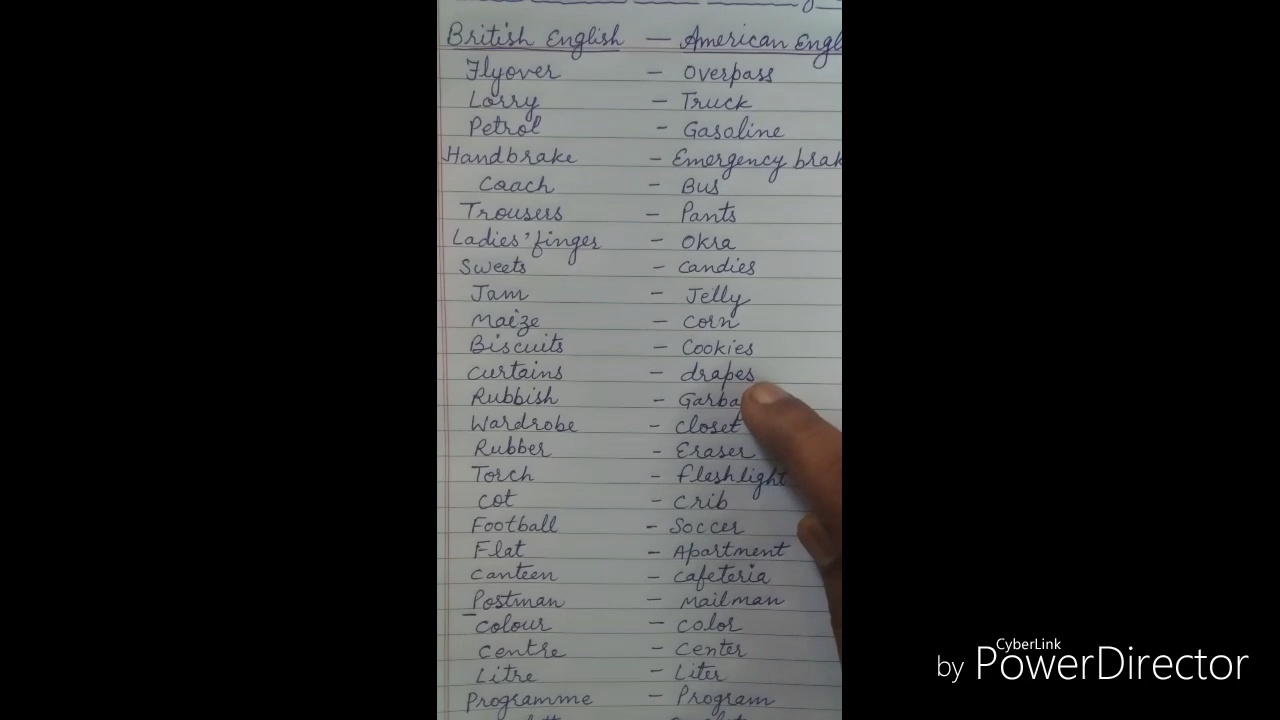 British English — American Engl
Flyover — Overpass
Lorry — Truck
Petrol - Gasoline
Handbrake - Emergency brak
Coach - Bus
Trousers - Pants
Ladies' finger - Okra
Sweets - Candies
Jam - Jelly
Maize - Corn
Biscuits - Cookies
Curtains - drapes
Rubbish - Garba
Wardrobe - Closet
Rubber - Eraser
Torch - flashlight
Cot - Crib
Football - Soccer
Flat - Apartment
Canteen - Cafeteria
Postman - Mailman
Colour - Color
Centre - Center
Litre - Liter
Programme - Program
CyberLink
by PowerDirector